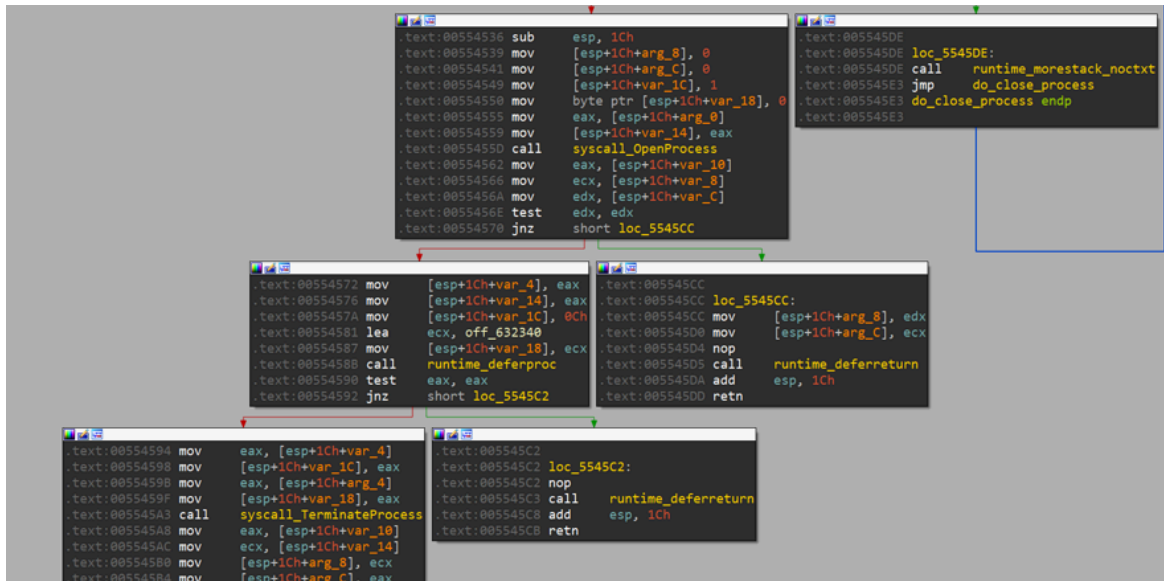 .text:00554536 sub esp, 1Ch
.text:00554539 mov [esp+1Ch+arg_8], 0
.text:00554541 mov [esp+1Ch+arg_C], 0
.text:00554549 mov [esp+1Ch+var_1C], 1
.text:00554550 mov byte ptr [esp+1Ch+var_18], 0
.text:00554555 mov eax, [esp+1Ch+arg_0]
.text:00554559 mov [esp+1Ch+var_14], eax
.text:0055455D call syscall_OpenProcess
.text:00554562 mov eax, [esp+1Ch+var_10]
.text:00554566 mov ecx, [esp+1Ch+var_8]
.text:0055456A mov edx, [esp+1Ch+var_C]
.text:0055456E test edx, edx
.text:00554570 jnz short loc_5545CC
.text:005545DE
.text:005545DE loc_5545DE:
.text:005545DE call runtime_morestack_noctxt
.text:005545E3 jmp do_close_process
.text:005545E3 do_close_process endp
.text:005545E3
.text:00554572 mov [esp+1Ch+var_4], eax
.text:00554576 mov [esp+1Ch+var_14], eax
.text:0055457A mov [esp+1Ch+var_1C], 0Ch
.text:00554581 lea ecx, off_632340
.text:00554587 mov [esp+1Ch+var_18], ecx
.text:0055458B call runtime_deferproc
.text:00554590 test eax, eax
.text:00554592 jnz short loc_5545C2
.text:005545CC
.text:005545CC loc_5545CC:
.text:005545CC mov [esp+1Ch+arg_8], edx
.text:005545D0 mov [esp+1Ch+arg_C], ecx
.text:005545D4 nop
.text:005545D5 call runtime_deferreturn
.text:005545DA add esp, 1Ch
.text:005545DD retn
.text:00554594 mov eax, [esp+1Ch+var_4]
.text:00554598 mov [esp+1Ch+var_1C], eax
.text:0055459B mov eax, [esp+1Ch+arg_4]
.text:0055459F mov [esp+1Ch+var_18], eax
.text:005545A3 call syscall_TerminateProcess
.text:005545A8 mov eax, [esp+1Ch+var_10]
.text:005545AC mov ecx, [esp+1Ch+var_14]
.text:005545B0 mov [esp+1Ch+arg_8], ecx
.text:005545B4 mov [esp+1Ch+arg_C], eax
.text:005545C2
.text:005545C2 loc_5545C2:
.text:005545C2 nop
.text:005545C3 call runtime_deferreturn
.text:005545C8 add esp, 1Ch
.text:005545CB retn